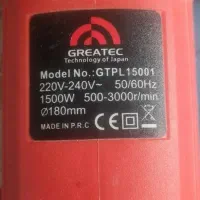 GREATEC
Technology of Japan
Model No.:GTPL15001
220V-240V~ 50/60Hz
1500W 500-3000r/min
Ø180mm
MADE IN P.R.C